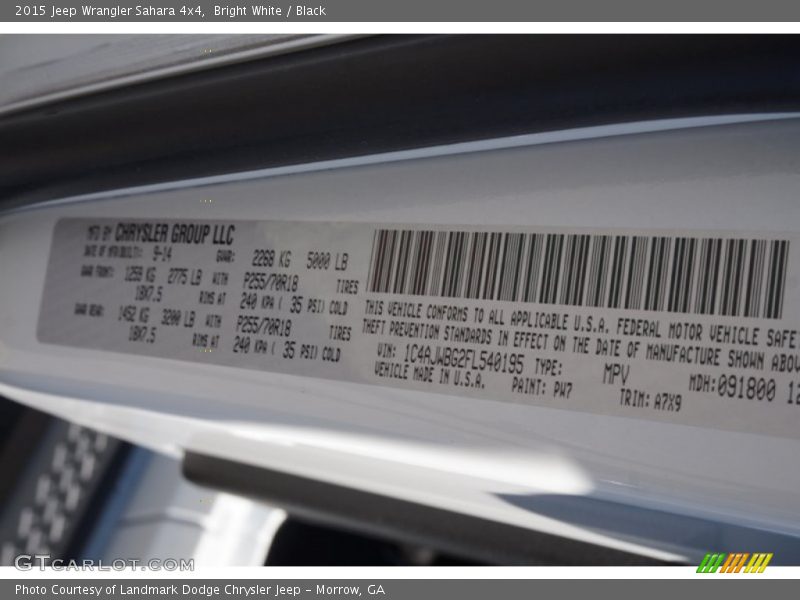 2015 Jeep Wrangler Sahara 4x4, Bright White / Black
MFD BY CHRYSLER GROUP LLC
DATE OF MFR/BUILT: 9-14 GVWR: 2268 KG 5000 LB
GAWR FRONT: 1259 KG 2775 LB WITH P255/70R18 TIRES
18X7.5 RIMS AT 240 KPA ( 35 PSI) COLD
GAWR REAR: 1452 KG 3200 LB WITH P255/70R18 TIRES
18X7.5 RIMS AT 240 KPA ( 35 PSI) COLD
THIS VEHICLE CONFORMS TO ALL APPLICABLE U.S.A. FEDERAL MOTOR VEHICLE SAFE
THEFT PREVENTION STANDARDS IN EFFECT ON THE DATE OF MANUFACTURE SHOWN ABOV
VIN: 1C4AJWBG2FL540195 TYPE: MPV MDH: 091800 12
VEHICLE MADE IN U.S.A. PAINT: PW7 TRIM: A7X9
GTCARLOT.COM
Photo Courtesy of Landmark Dodge Chrysler Jeep – Morrow, GA